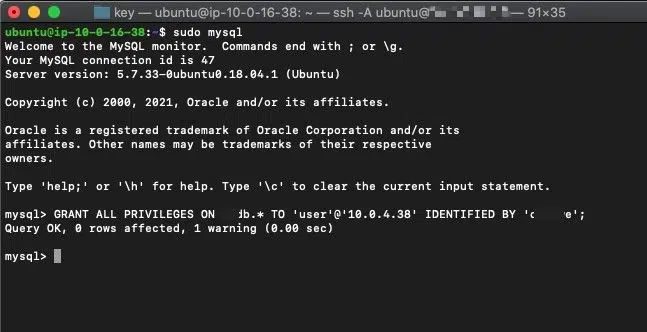 key — ubuntu@ip-10-0-16-38: ~ — ssh -A ubuntu@ — 91×35
ubuntu@ip-10-0-16-38:~$ sudo mysql
Welcome to the MySQL monitor.  Commands end with ; or \g.
Your MySQL connection id is 47
Server version: 5.7.33-0ubuntu0.18.04.1 (Ubuntu)
Copyright (c) 2000, 2021, Oracle and/or its affiliates.
Oracle is a registered trademark of Oracle Corporation and/or its
affiliates. Other names may be trademarks of their respective
owners.
Type 'help;' or '\h' for help. Type '\c' to clear the current input statement.
mysql> GRANT ALL PRIVILEGES ON db.* TO 'user'@'10.0.4.38' IDENTIFIED BY ';
Query OK, 0 rows affected, 1 warning (0.00 sec)
mysql>